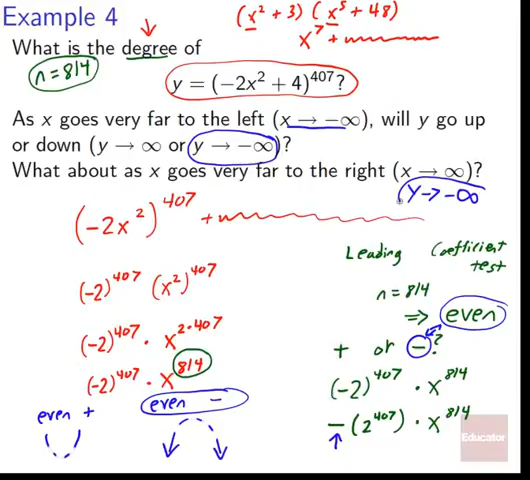 Example 4
(x² + 3) (x⁵ + 48)
x⁷ +
What is the degree of
n = 814
y = (−2x² + 4)⁴⁰⁷?
As x goes very far to the left (x → −∞), will y go up
or down (y → ∞ or y → −∞)?
What about as x goes very far to the right (x → ∞)?
y → −∞
(−2x²)⁴⁰⁷ +
(−2)⁴⁰⁷ (x²)⁴⁰⁷
(−2)⁴⁰⁷ · x²·⁴⁰⁷
(−2)⁴⁰⁷ · x⁸¹⁴
even +
even −
Leading Coefficient
test
n = 814
⇒ even
+ or −?
(−2)⁴⁰⁷ · x⁸¹⁴
−(2⁴⁰⁷) · x⁸¹⁴
Educator